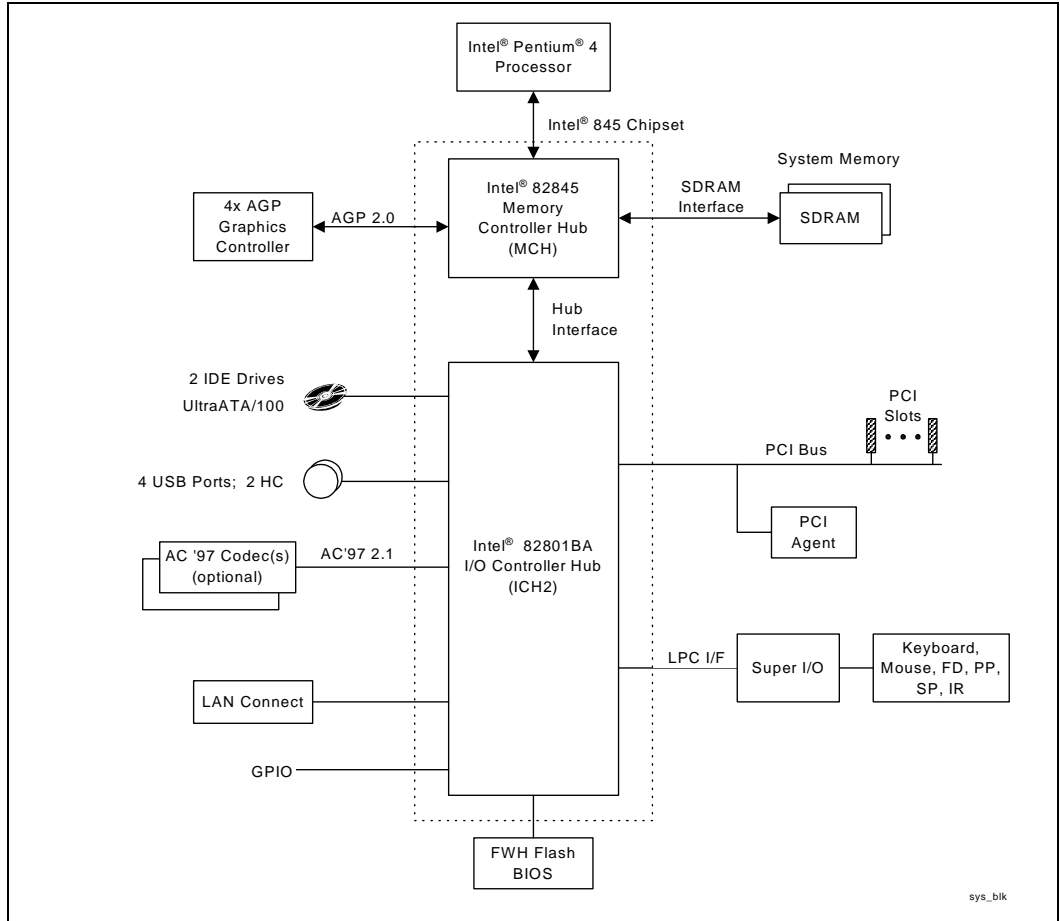 Intel® Pentium® 4
Processor
Intel® 845 Chipset
System Memory
4x AGP
Graphics
Controller
AGP 2.0
Intel® 82845
Memory
Controller Hub
(MCH)
SDRAM
Interface
SDRAM
Hub
Interface
2 IDE Drives
UltraATA/100
PCI
Slots
PCI Bus
4 USB Ports; 2 HC
PCI
Agent
AC '97 Codec(s)
(optional)
AC'97 2.1
Intel® 82801BA
I/O Controller Hub
(ICH2)
LPC I/F
Super I/O
Keyboard,
Mouse, FD, PP,
SP, IR
LAN Connect
GPIO
FWH Flash
BIOS
sys_blk